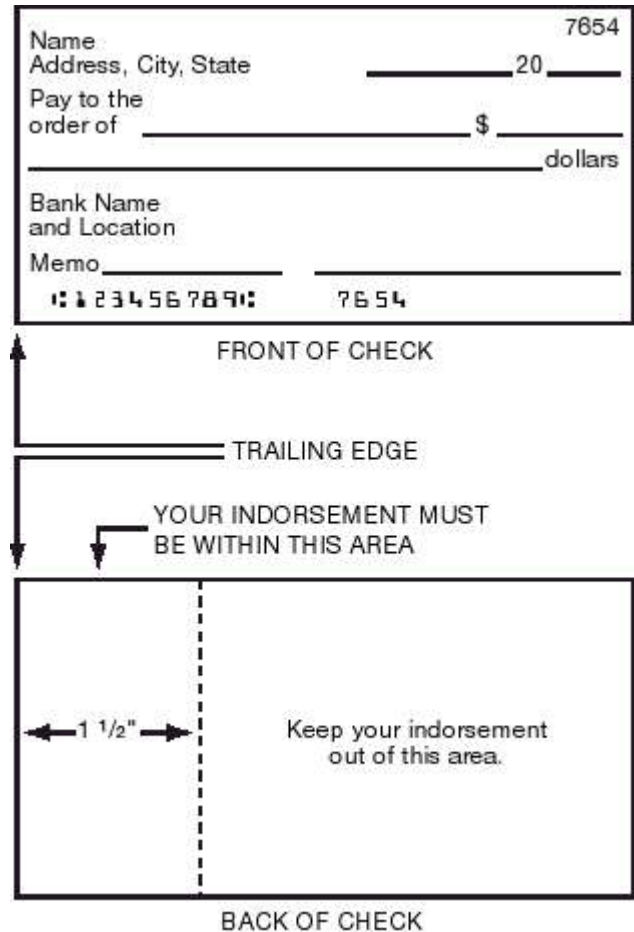 7654
Name
Address, City, State 20
Pay to the
order of $
dollars
Bank Name
and Location
Memo
⑆123456789⑆ 7654
FRONT OF CHECK
TRAILING EDGE
YOUR INDORSEMENT MUST
BE WITHIN THIS AREA
1 1/2"
Keep your indorsement
out of this area.
BACK OF CHECK